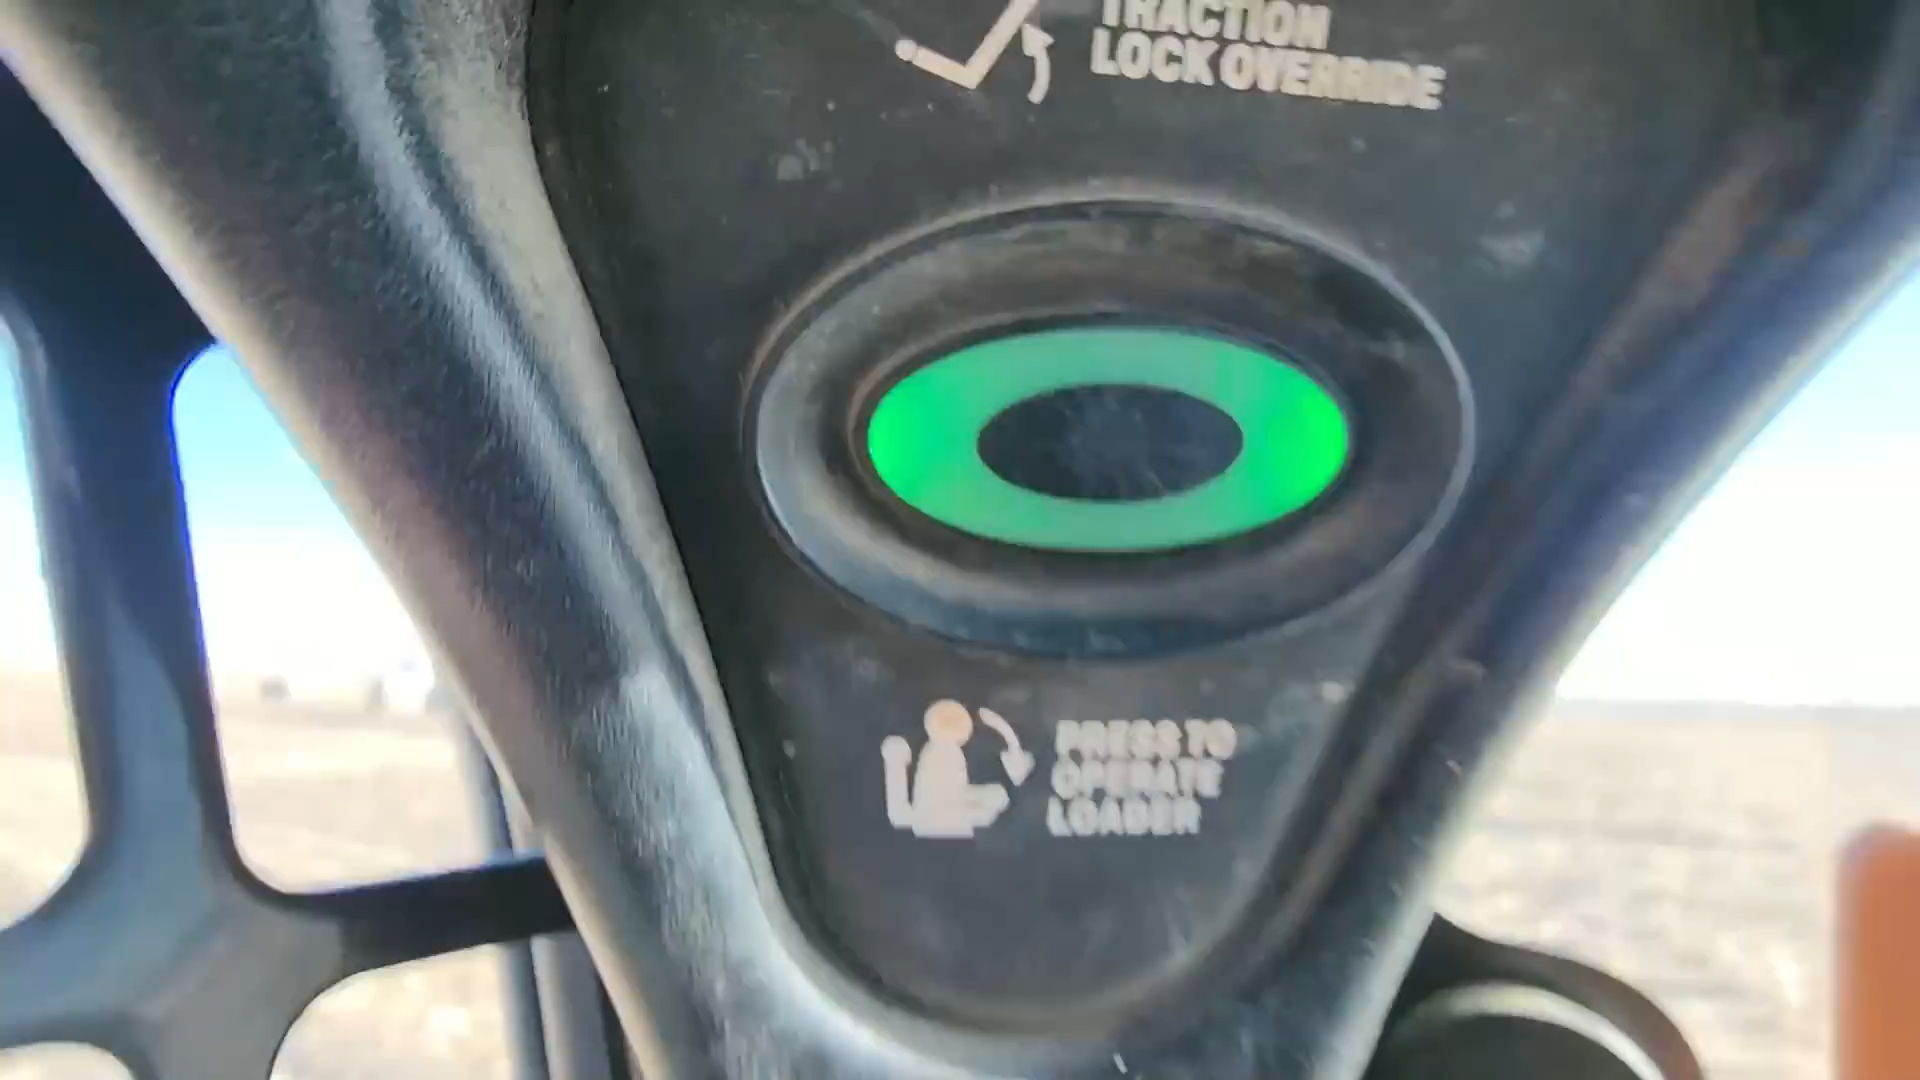 TRACTION
LOCK OVERRIDE
PRESS TO
OPERATE
LOADER